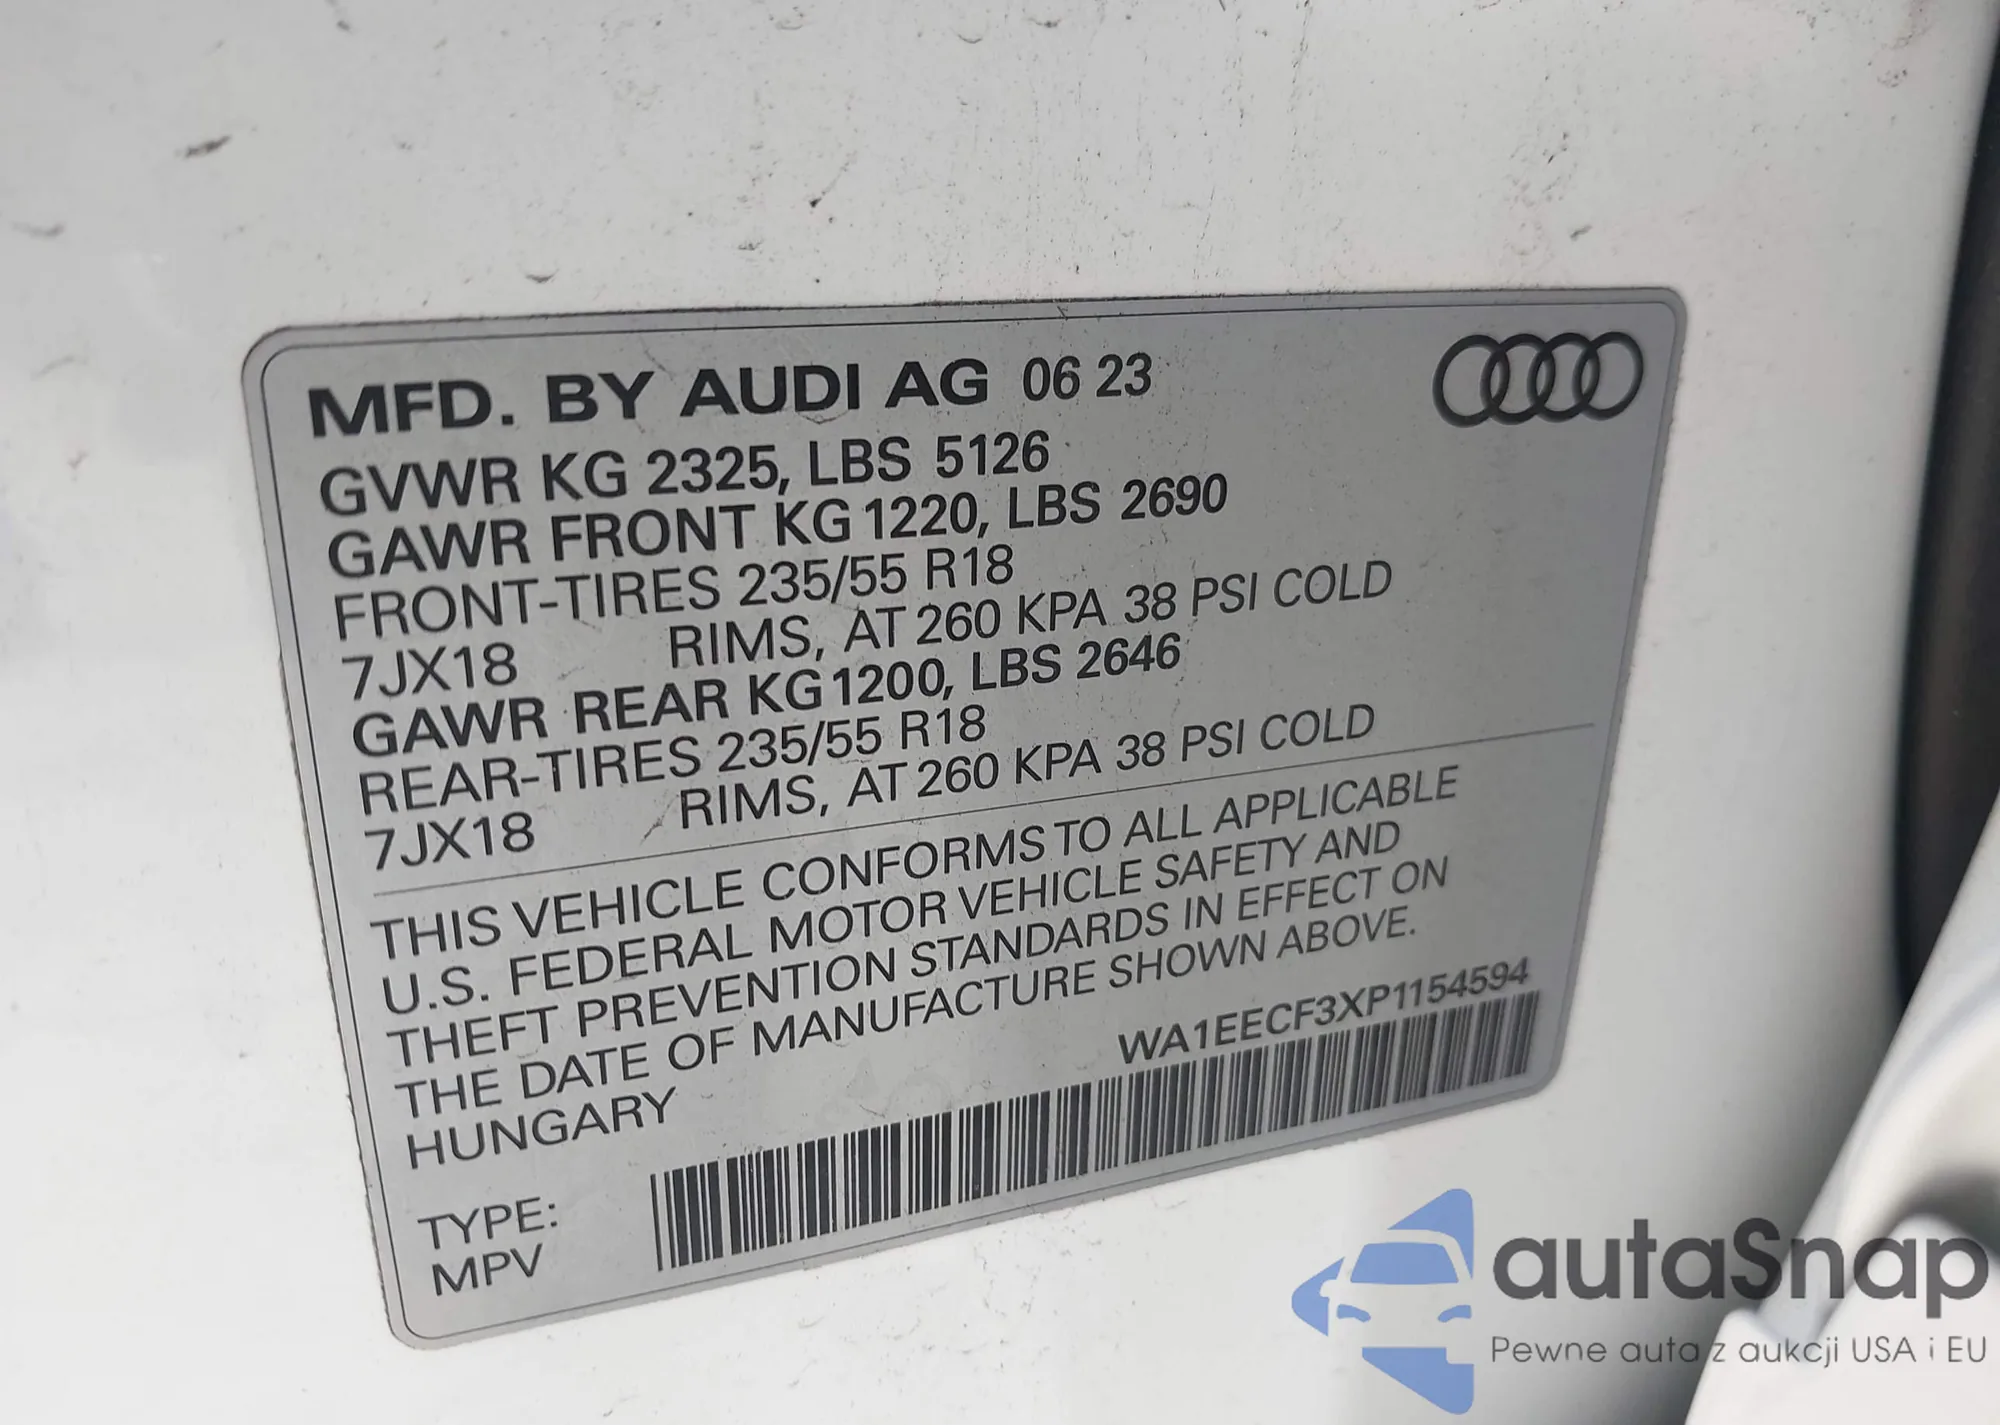 MFD. BY AUDI AG 06 23
GVWR KG 2325, LBS 5126
GAWR FRONT KG 1220, LBS 2690
FRONT-TIRES 235/55 R18
7JX18 RIMS, AT 260 KPA 38 PSI COLD
GAWR REAR KG 1200, LBS 2646
REAR-TIRES 235/55 R18
7JX18 RIMS, AT 260 KPA 38 PSI COLD
THIS VEHICLE CONFORMS TO ALL APPLICABLE
U.S. FEDERAL MOTOR VEHICLE SAFETY AND
THEFT PREVENTION STANDARDS IN EFFECT ON
THE DATE OF MANUFACTURE SHOWN ABOVE.
HUNGARY
WA1EECF3XP1154594
TYPE:
MPV
autaSnap
Pewne auta z aukcji USA i EU